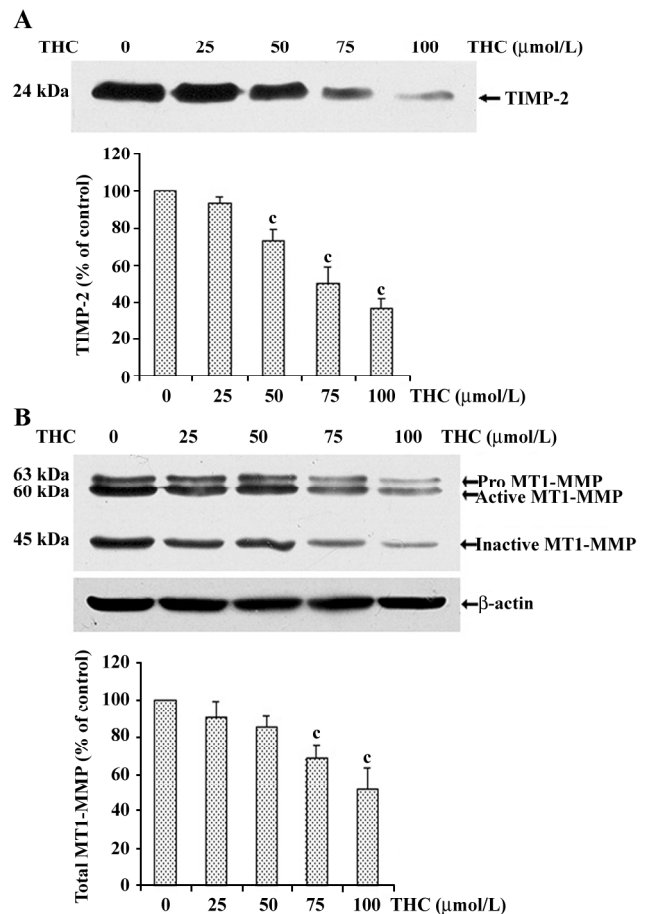 A
THC 0 25 50 75 100 THC (μmol/L)
24 kDa
TIMP-2
TIMP-2 (% of control)
120
100
80
60
40
20
0
c
c
c
0 25 50 75 100 THC (μmol/L)
B
THC 0 25 50 75 100 THC (μmol/L)
63 kDa
Pro MT1-MMP
60 kDa
Active MT1-MMP
45 kDa
Inactive MT1-MMP
β-actin
Total MT1-MMP (% of control)
120
100
80
60
40
20
0
c
c
0 25 50 75 100 THC (μmol/L)